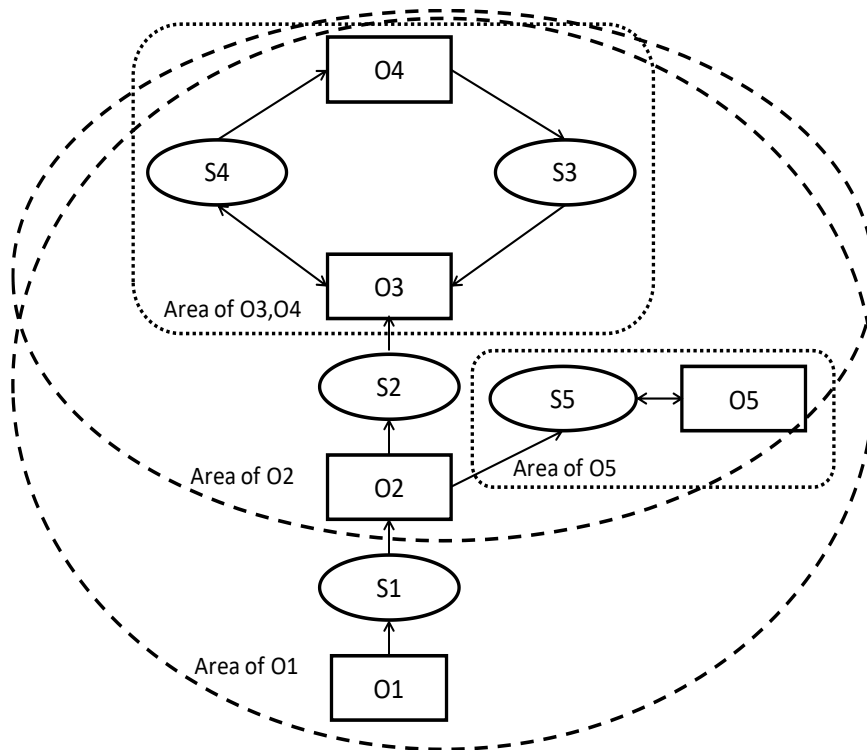 O4
S4
S3
O3
Area of O3,O4
S2
S5
O5
Area of O2
O2
Area of O5
S1
Area of O1
O1